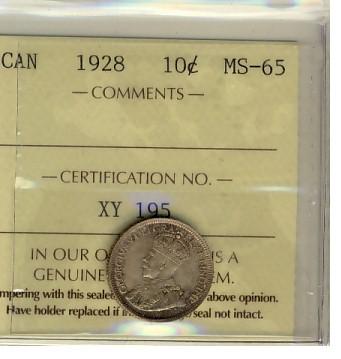 CAN 1928 10¢ MS-65
— COMMENTS —
— CERTIFICATION NO. —
XY 195
IN OUR IS A
GENUINE
mpering with this above opinion.
Have holder replaced if seal not intact.